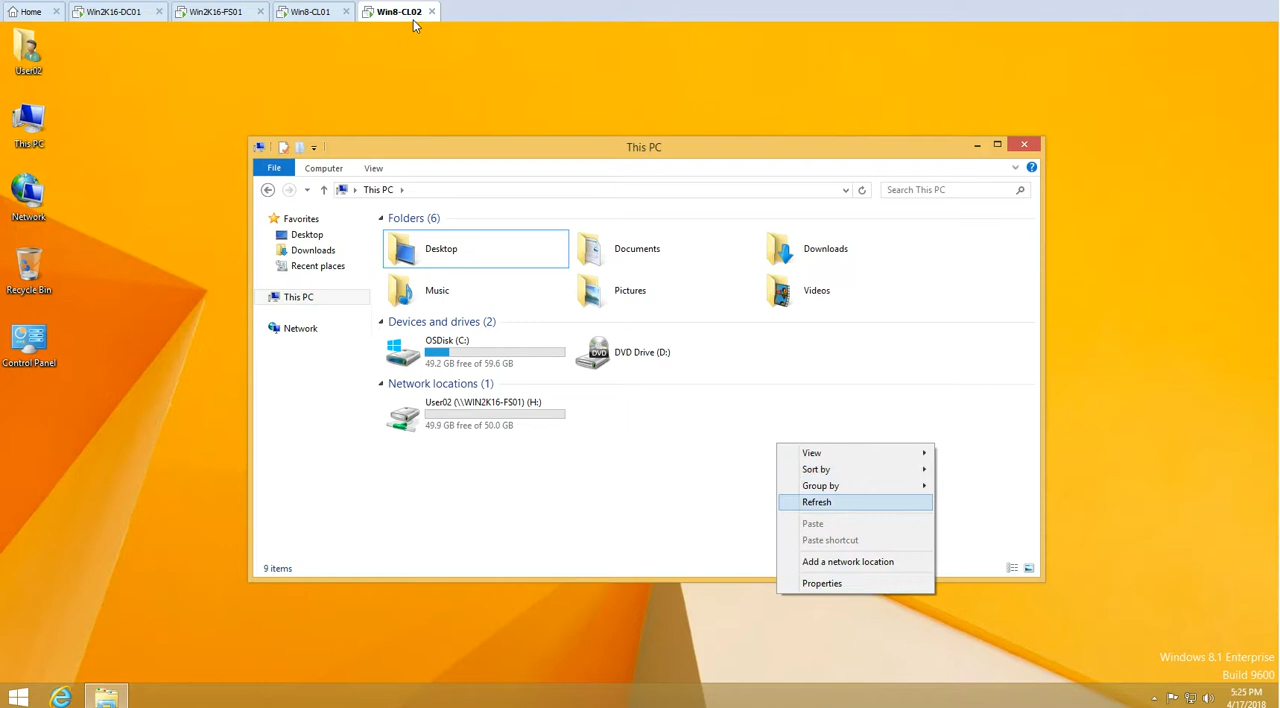 Home
Win2K16-DC01
Win2K16-FS01
Win8-CL01
Win8-CL02
User02
This PC
Network
Recycle Bin
Control Panel
This PC
File
Computer
View
This PC
Search This PC
Favorites
Desktop
Downloads
Recent places
This PC
Network
Folders (6)
Desktop
Documents
Downloads
Music
Pictures
Videos
Devices and drives (2)
OSDisk (C:)
49.2 GB free of 59.6 GB
DVD
DVD Drive (D:)
Network locations (1)
User02 (\\WIN2K16-FS01) (H:)
49.9 GB free of 50.0 GB
View
Sort by
Group by
Refresh
Paste
Paste shortcut
Add a network location
Properties
9 items
Windows 8.1 Enterprise
Build 9600
5:25 PM
4/17/2018